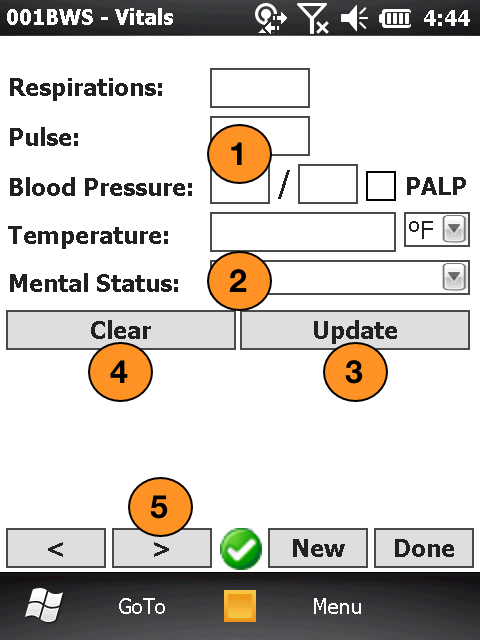 001BWS - Vitals 4:44
Respirations:
Pulse:
1
Blood Pressure: / PALP
Temperature: ºF
Mental Status: 2
Clear Update
4 3
5
< > New Done
GoTo Menu